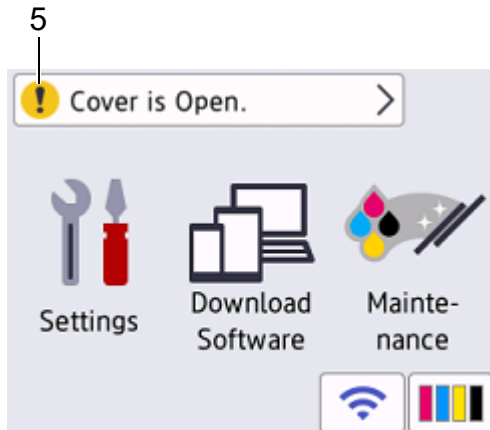 5
Cover is Open.
Settings
Download
Software
Mainte-
nance